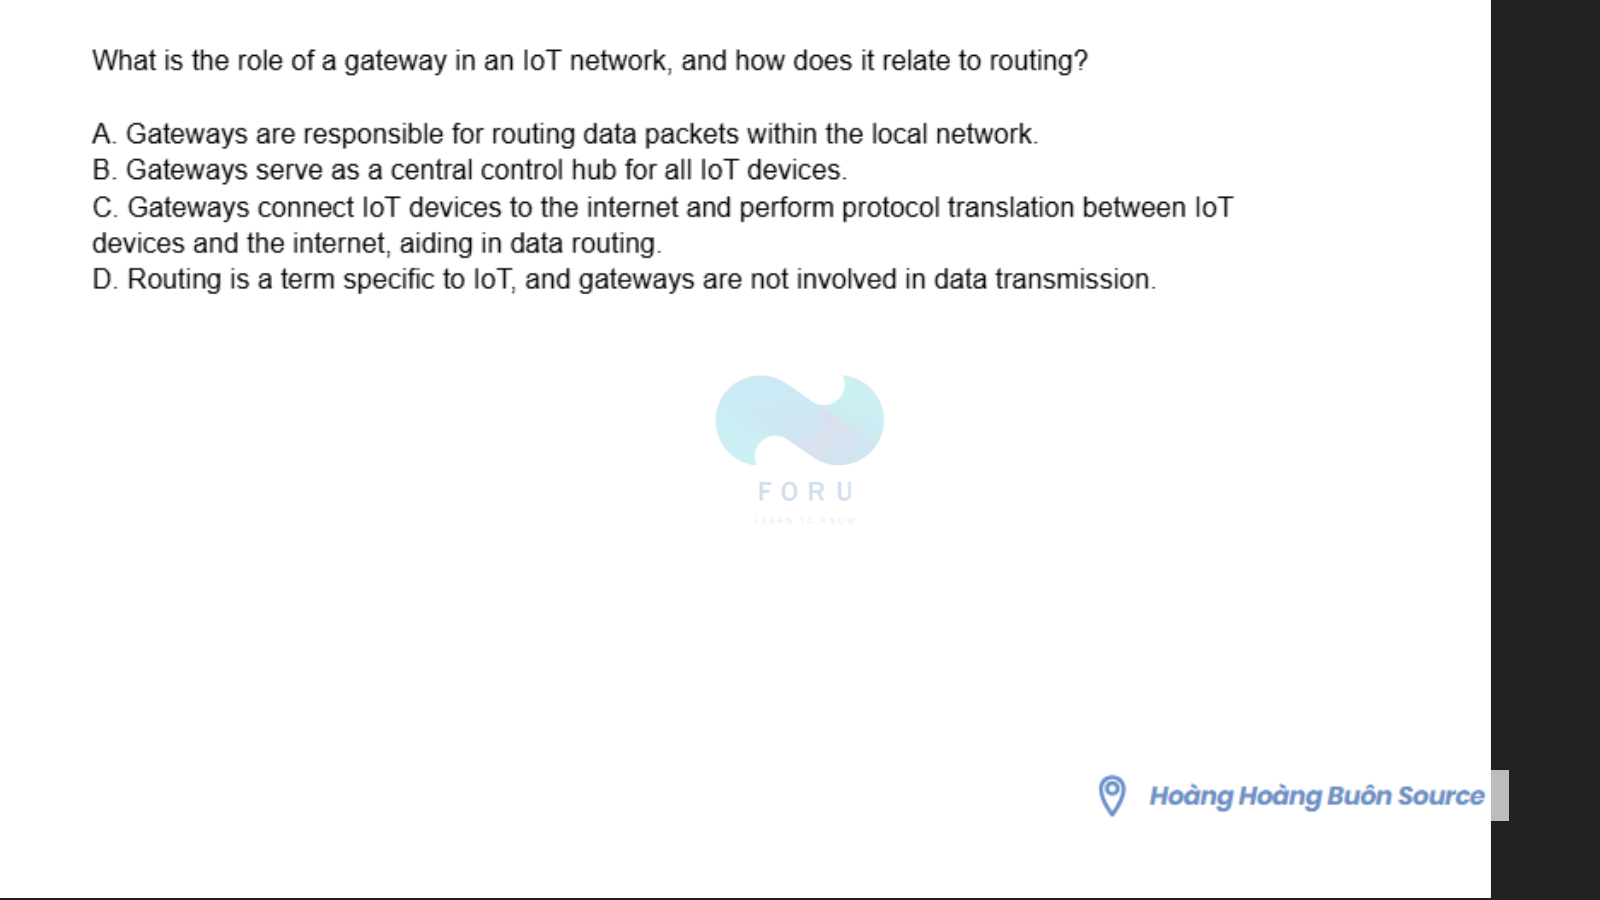 What is the role of a gateway in an IoT network, and how does it relate to routing?
A. Gateways are responsible for routing data packets within the local network.
B. Gateways serve as a central control hub for all IoT devices.
C. Gateways connect IoT devices to the internet and perform protocol translation between IoT
devices and the internet, aiding in data routing.
D. Routing is a term specific to IoT, and gateways are not involved in data transmission.
FORU
LEARN TO KNOW
Hoàng Hoàng Buôn Source